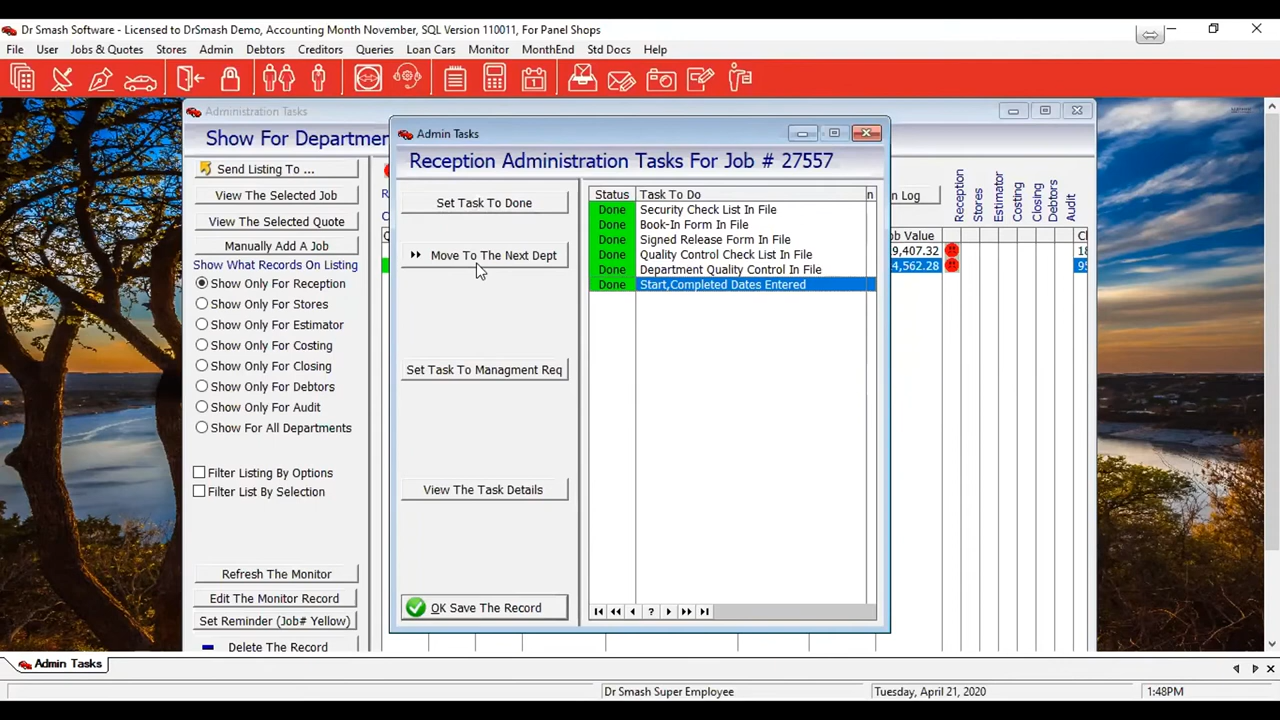 Dr Smash Software - Licensed to DrSmash Demo, Accounting Month November, SQL Version 110011, For Panel Shops
File User Jobs & Quotes Stores Admin Debtors Creditors Queries Loan Cars Monitor MonthEnd Std Docs Help
Administration Tasks
Show For Departmen
Send Listing To ...
View The Selected Job
View The Selected Quote
Manually Add A Job
Show What Records On Listing
Show Only For Reception
Show Only For Stores
Show Only For Estimator
Show Only For Costing
Show Only For Closing
Show Only For Debtors
Show Only For Audit
Show For All Departments
Filter Listing By Options
Filter List By Selection
Refresh The Monitor
Edit The Monitor Record
Set Reminder (Job# Yellow)
Delete The Record
Admin Tasks
Reception Administration Tasks For Job # 27557
Set Task To Done
Move To The Next Dept
Set Task To Managment Req
View The Task Details
OK Save The Record
Status Task To Do
Done Security Check List In File
Done Book-In Form In File
Done Signed Release Form In File
Done Quality Control Check List In File
Done Department Quality Control In File
Done Start,Completed Dates Entered
n Log
Reception
Stores
Estimator
Costing
Closing
Debtors
Audit
ob Value
9,407.32 18
4,562.28 95
Admin Tasks
Dr Smash Super Employee Tuesday, April 21, 2020 1:48PM